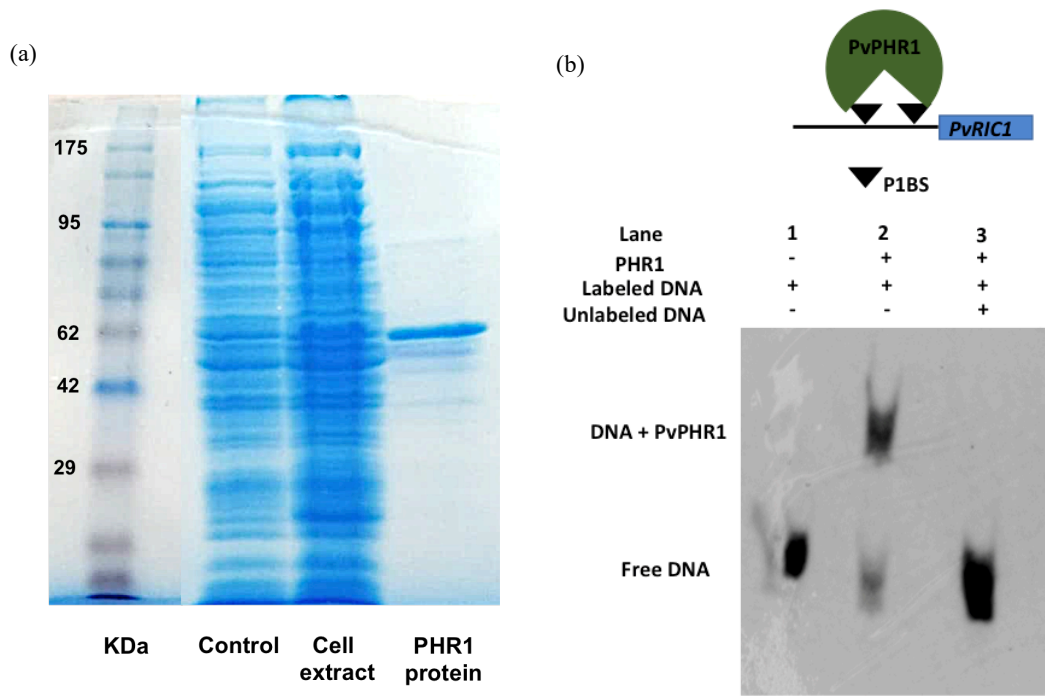 (a)
175
95
62
42
29
KDa
Control
Cell
extract
PHR1
protein
(b)
PvPHR1
PvRIC1
P1BS
Lane 1 2 3
PHR1 - + +
Labeled DNA + + +
Unlabeled DNA - - +
DNA + PvPHR1
Free DNA